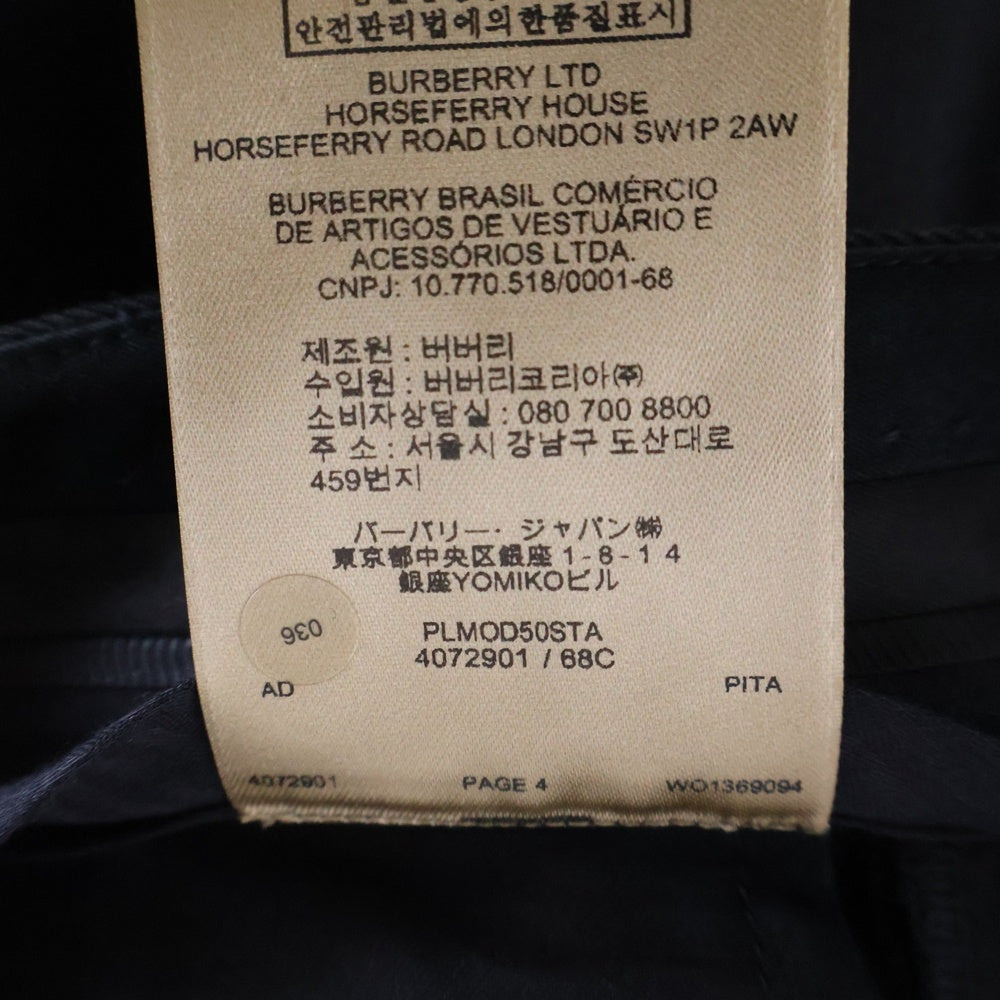 안전관리법에의한품질표시
BURBERRY LTD
HORSEFERRY HOUSE
HORSEFERRY ROAD LONDON SW1P 2AW
BURBERRY BRASIL COMÉRCIO
DE ARTIGOS DE VESTUÁRIO E
ACESSÓRIOS LTDA.
CNPJ: 10.770.518/0001-68
제조원 : 버버리
수입원 : 버버리코리아㈜
소비자상담실 : 080 700 8800
주 소 : 서울시 강남구 도산대로
459번지
バーバリー・ジャパン㈱
東京都中央区銀座 1-8-1 4
銀座YOMIKOビル
036
PLMOD50STA
4072901 / 68C
AD PITA
4072901 PAGE 4 WO1369094